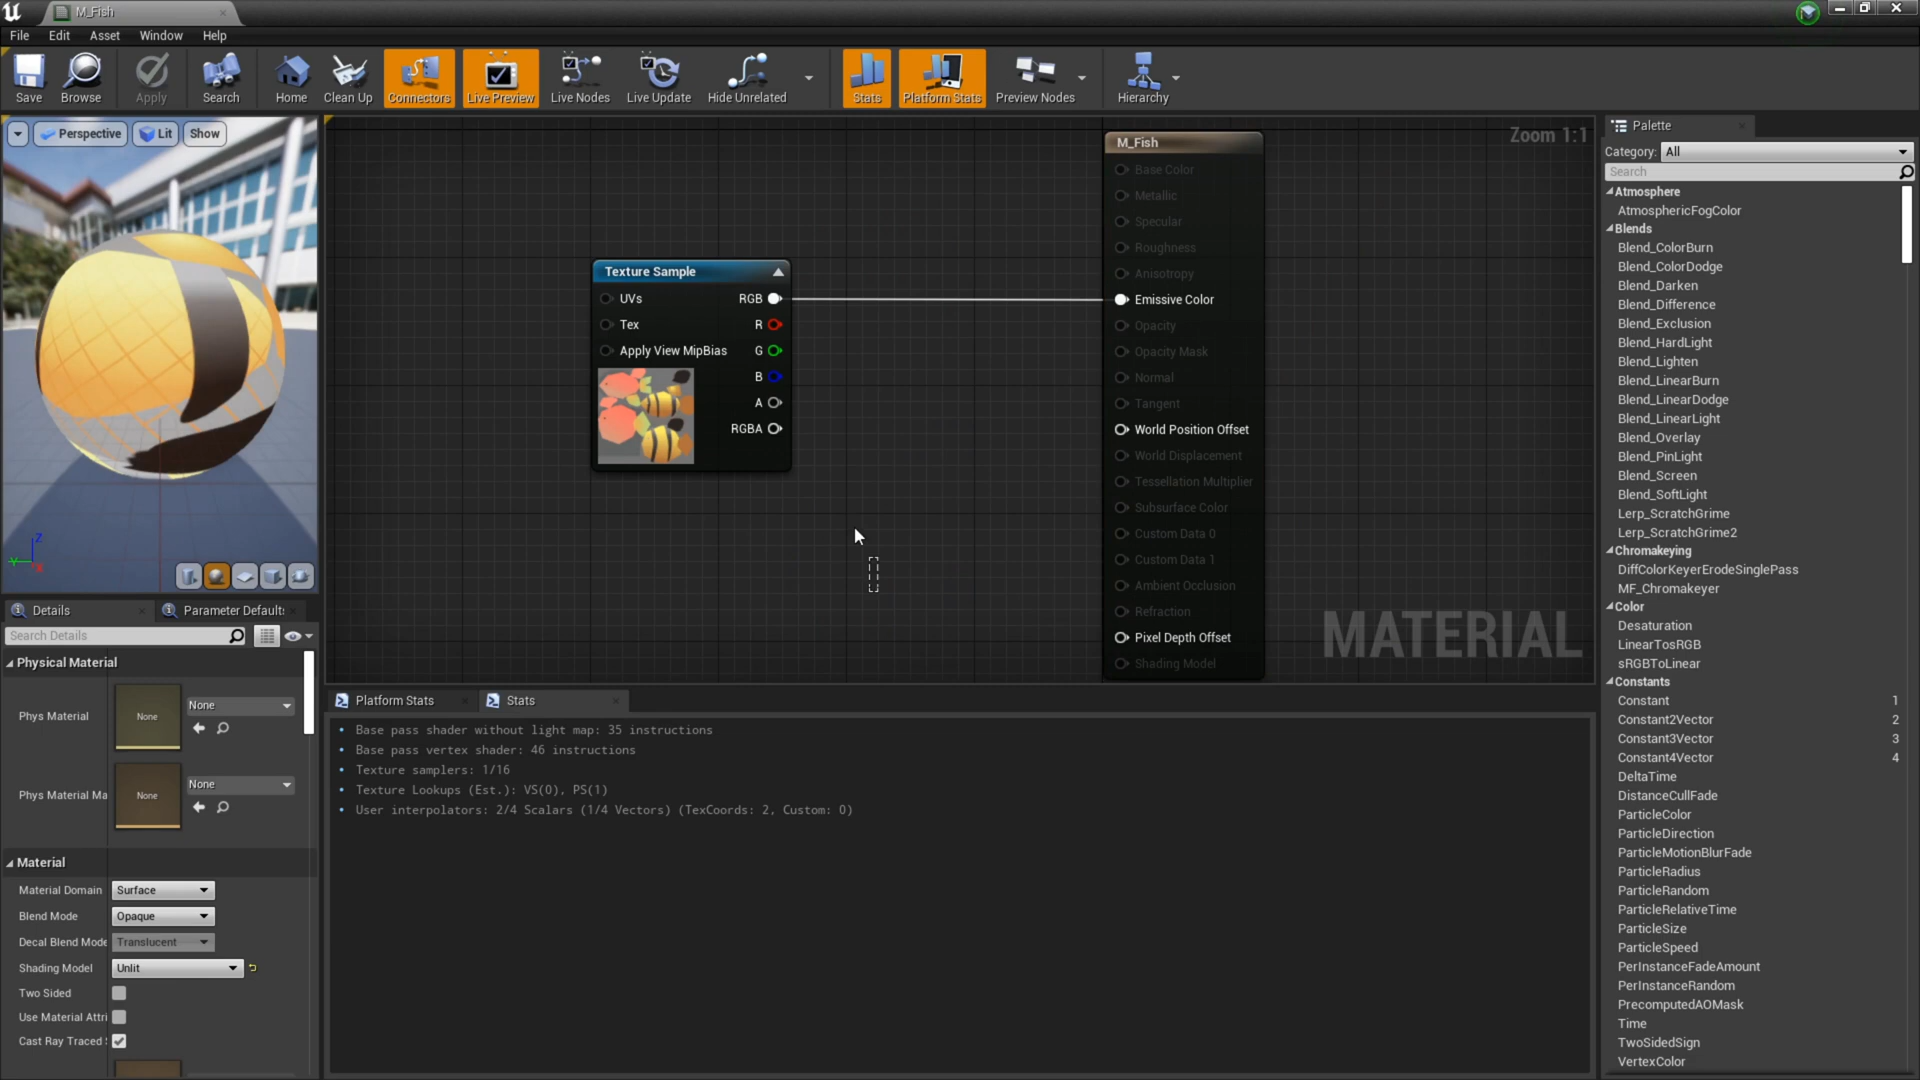 M_Fish
File Edit Asset Window Help
Save Browse Apply Search Home Clean Up Connectors Live Preview Live Nodes Live Update Hide Unrelated Stats Platform Stats Preview Nodes Hierarchy
Perspective Lit Show
Z
Y
X
Zoom 1:1
Texture Sample
UVs RGB
Tex R
Apply View MipBias G
B
A
RGBA
M_Fish
Base Color
Metallic
Specular
Roughness
Anisotropy
Emissive Color
Opacity
Opacity Mask
Normal
Tangent
World Position Offset
World Displacement
Tessellation Multiplier
Subsurface Color
Custom Data 0
Custom Data 1
Ambient Occlusion
Refraction
Pixel Depth Offset
Shading Model
MATERIAL
Details Parameter Default
Search Details
Physical Material
Phys Material None None
Phys Material Ma None None
Material
Material Domain Surface
Blend Mode Opaque
Decal Blend Mode Translucent
Shading Model Unlit
Two Sided
Use Material Attri
Cast Ray Traced
Platform Stats Stats
• Base pass shader without light map: 35 instructions
• Base pass vertex shader: 46 instructions
• Texture samplers: 1/16
• Texture Lookups (Est.): VS(0), PS(1)
• User interpolators: 2/4 Scalars (1/4 Vectors) (TexCoords: 2, Custom: 0)
Palette
Category: All
Search
Atmosphere
AtmosphericFogColor
Blends
Blend_ColorBurn
Blend_ColorDodge
Blend_Darken
Blend_Difference
Blend_Exclusion
Blend_HardLight
Blend_Lighten
Blend_LinearBurn
Blend_LinearDodge
Blend_LinearLight
Blend_Overlay
Blend_PinLight
Blend_Screen
Blend_SoftLight
Lerp_ScratchGrime
Lerp_ScratchGrime2
Chromakeying
DiffColorKeyerErodeSinglePass
MF_Chromakeyer
Color
Desaturation
LinearTosRGB
sRGBToLinear
Constants
Constant 1
Constant2Vector 2
Constant3Vector 3
Constant4Vector 4
DeltaTime
DistanceCullFade
ParticleColor
ParticleDirection
ParticleMotionBlurFade
ParticleRadius
ParticleRandom
ParticleRelativeTime
ParticleSize
ParticleSpeed
PerInstanceFadeAmount
PerInstanceRandom
PrecomputedAOMask
Time
TwoSidedSign
VertexColor